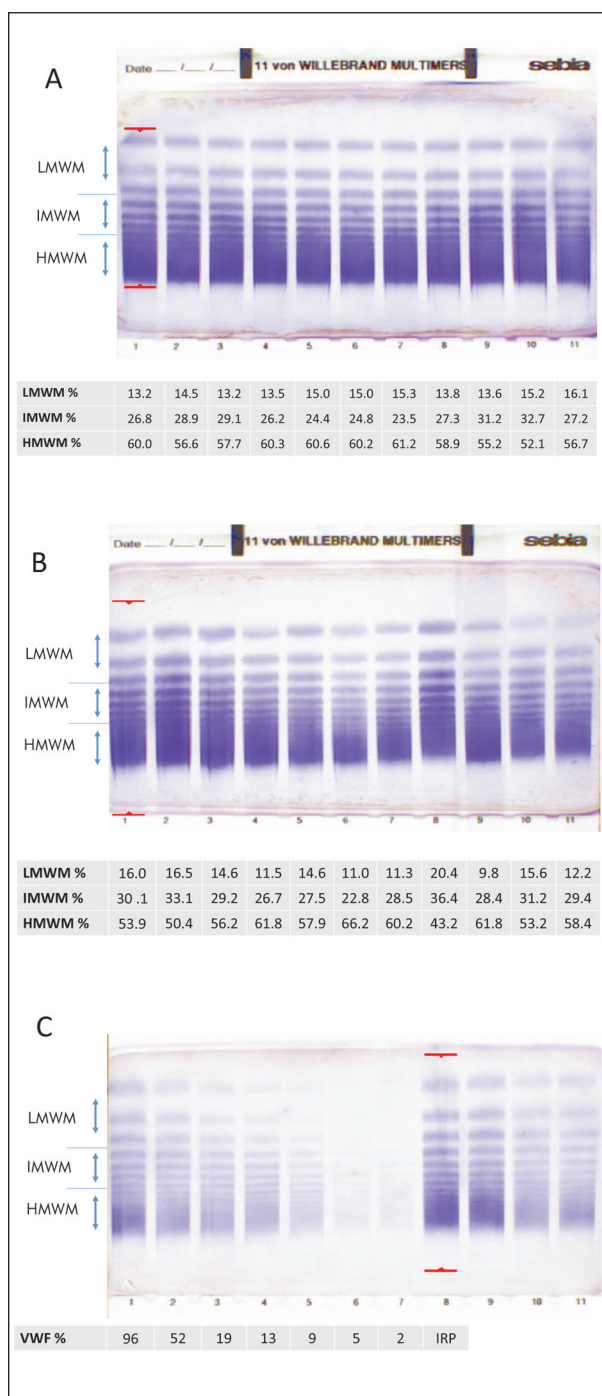 A
Date ___ /___ /___ 11 von WILLEBRAND MULTIMERS sebia
LMWM
IMWM
HMWM
1 2 3 4 5 6 7 8 9 10 11
LMWM % 13.2 14.5 13.2 13.5 15.0 15.0 15.3 13.8 13.6 15.2 16.1
IMWM % 26.8 28.9 29.1 26.2 24.4 24.8 23.5 27.3 31.2 32.7 27.2
HMWM % 60.0 56.6 57.7 60.3 60.6 60.2 61.2 58.9 55.2 52.1 56.7
B
Date ___ /___ /___ 11 von WILLEBRAND MULTIMERS sebia
LMWM
IMWM
HMWM
1 2 3 4 5 6 7 8 9 10 11
LMWM % 16.0 16.5 14.6 11.5 14.6 11.0 11.3 20.4 9.8 15.6 12.2
IMWM % 30 .1 33.1 29.2 26.7 27.5 22.8 28.5 36.4 28.4 31.2 29.4
HMWM % 53.9 50.4 56.2 61.8 57.9 66.2 60.2 43.2 61.8 53.2 58.4
C
LMWM
IMWM
HMWM
1 2 3 4 5 6 7 8 9 10 11
VWF % 96 52 19 13 9 5 2 IRP